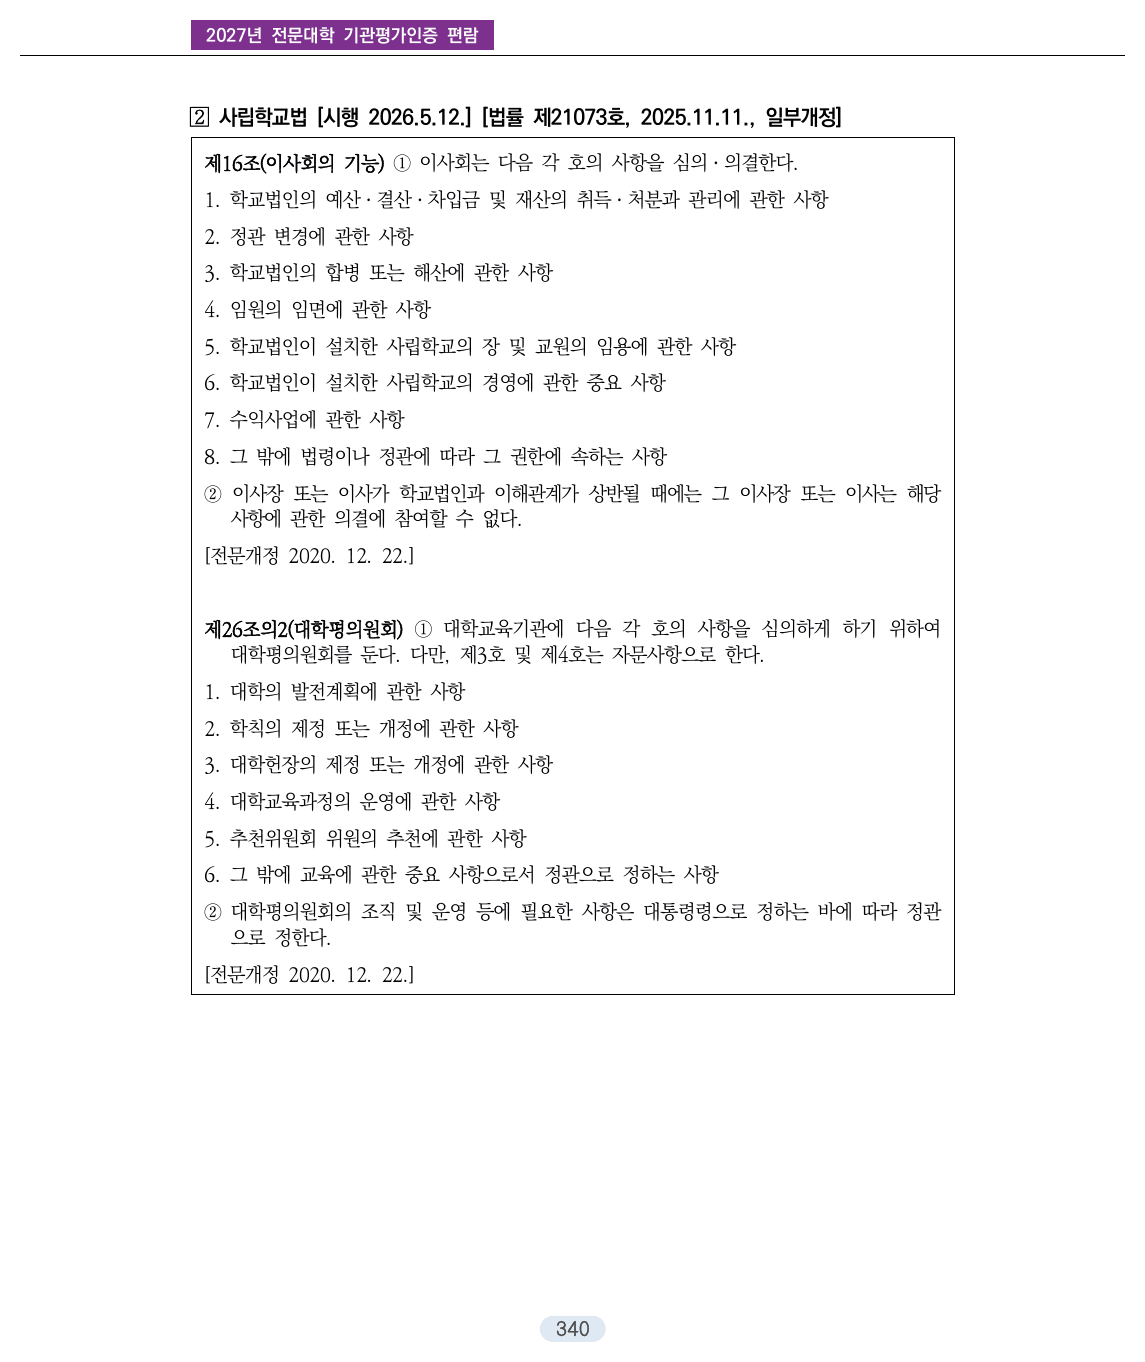 2027년 전문대학 기관평가인증 편람
2 사립학교법 [시행 2026.5.12.] [법률 제21073호, 2025.11.11., 일부개정]
제16조(이사회의 기능) ① 이사회는 다음 각 호의 사항을 심의·의결한다.
1. 학교법인의 예산·결산·차입금 및 재산의 취득·처분과 관리에 관한 사항
2. 정관 변경에 관한 사항
3. 학교법인의 합병 또는 해산에 관한 사항
4. 임원의 임면에 관한 사항
5. 학교법인이 설치한 사립학교의 장 및 교원의 임용에 관한 사항
6. 학교법인이 설치한 사립학교의 경영에 관한 중요 사항
7. 수익사업에 관한 사항
8. 그 밖에 법령이나 정관에 따라 그 권한에 속하는 사항
② 이사장 또는 이사가 학교법인과 이해관계가 상반될 때에는 그 이사장 또는 이사는 해당
사항에 관한 의결에 참여할 수 없다.
[전문개정 2020. 12. 22.]
제26조의2(대학평의원회) ① 대학교육기관에 다음 각 호의 사항을 심의하게 하기 위하여
대학평의원회를 둔다. 다만, 제3호 및 제4호는 자문사항으로 한다.
1. 대학의 발전계획에 관한 사항
2. 학칙의 제정 또는 개정에 관한 사항
3. 대학헌장의 제정 또는 개정에 관한 사항
4. 대학교육과정의 운영에 관한 사항
5. 추천위원회 위원의 추천에 관한 사항
6. 그 밖에 교육에 관한 중요 사항으로서 정관으로 정하는 사항
② 대학평의원회의 조직 및 운영 등에 필요한 사항은 대통령령으로 정하는 바에 따라 정관
으로 정한다.
[전문개정 2020. 12. 22.]
340